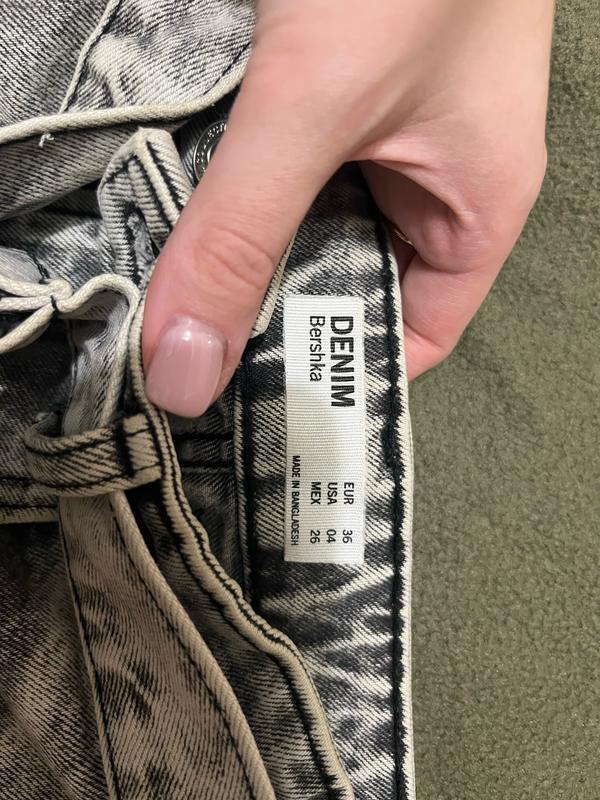 DENIM
Bershka
EUR 36
USA 04
MEX 26
MADE IN BANGLADESH